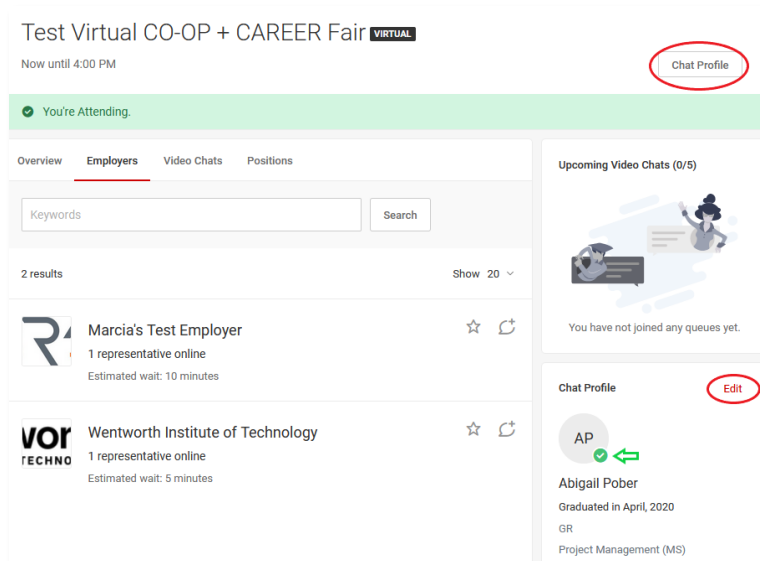 Test Virtual CO-OP + CAREER Fair VIRTUAL
Now until 4:00 PM
Chat Profile
You're Attending.
Overview Employers Video Chats Positions
Keywords
Search
2 results
Show 20
Marcia's Test Employer
1 representative online
Estimated wait: 10 minutes
Wentworth Institute of Technology
1 representative online
Estimated wait: 5 minutes
Upcoming Video Chats (0/5)
You have not joined any queues yet.
Chat Profile
Edit
AP
Abigail Pober
Graduated in April, 2020
GR
Project Management (MS)